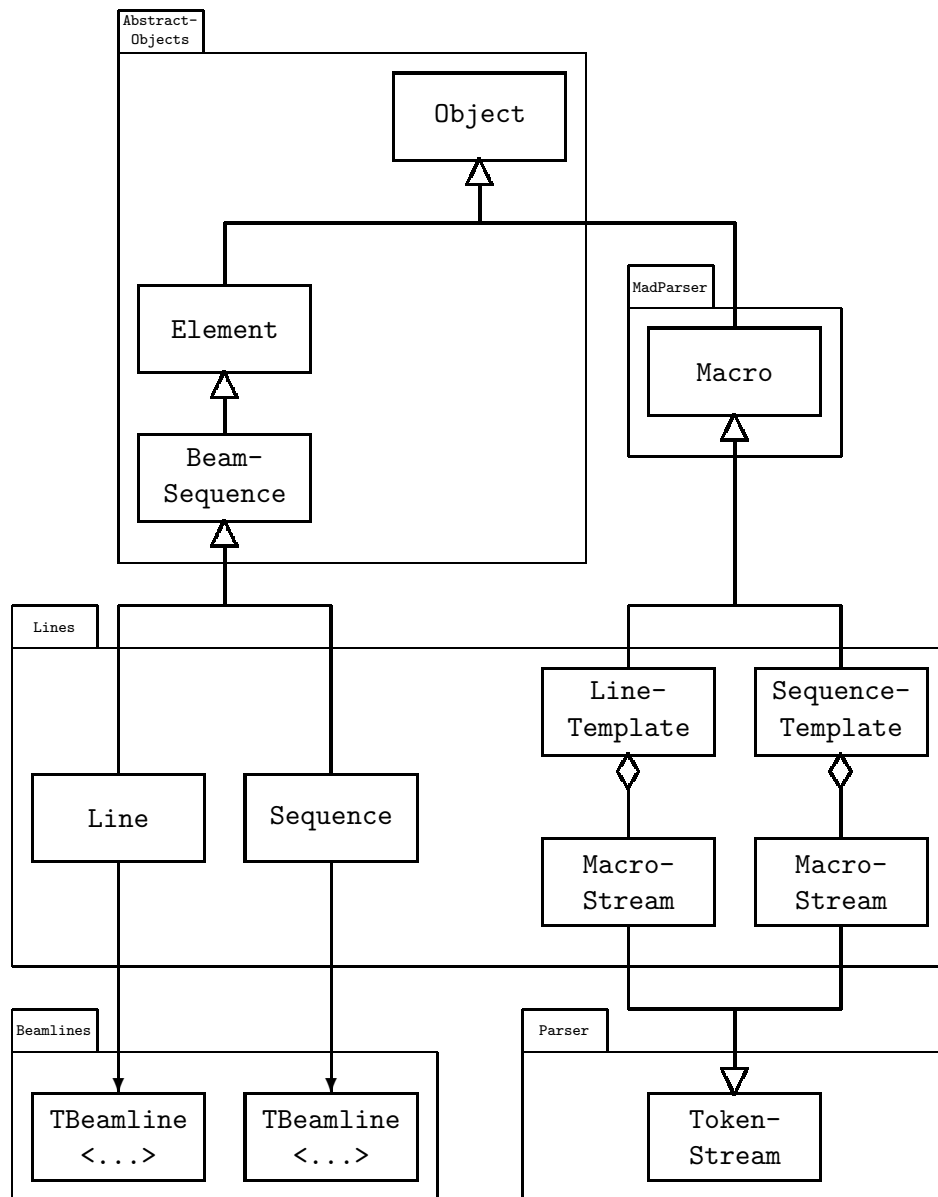 Abstract-
Objects
Object
MadParser
Element
Macro
Beam-
Sequence
Lines
Line-
Template
Sequence-
Template
Line
Sequence
Macro-
Stream
Macro-
Stream
Beamlines
Parser
TBeamline
<...>
TBeamline
<...>
Token-
Stream